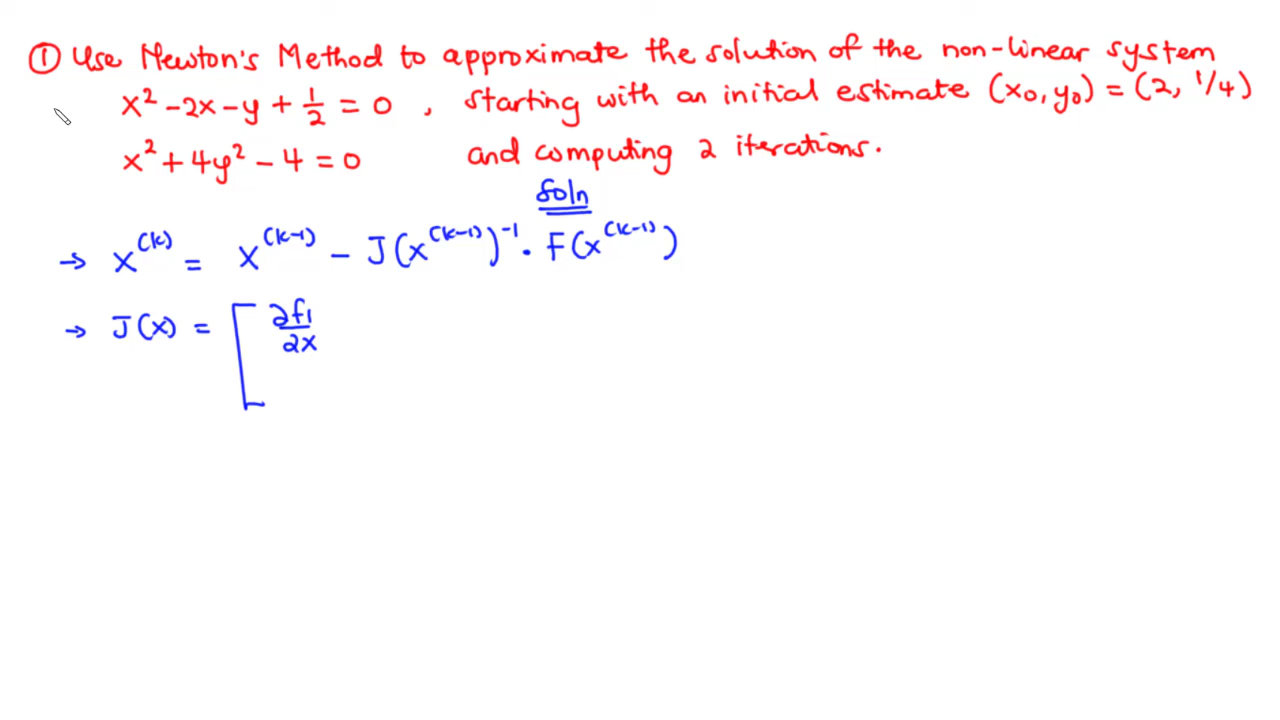 ① Use Newton's Method to approximate the solution of the non-linear system
x² - 2x - y + 1/2 = 0 , starting with an initial estimate (x₀, y₀) = (2, 1/4)
x² + 4y² - 4 = 0 and computing 2 iterations.
Soln
→ x^(k) = x^(k-1) - J(x^(k-1))^-1 · F(x^(k-1))
→ J(x) = [ ∂f₁/∂x